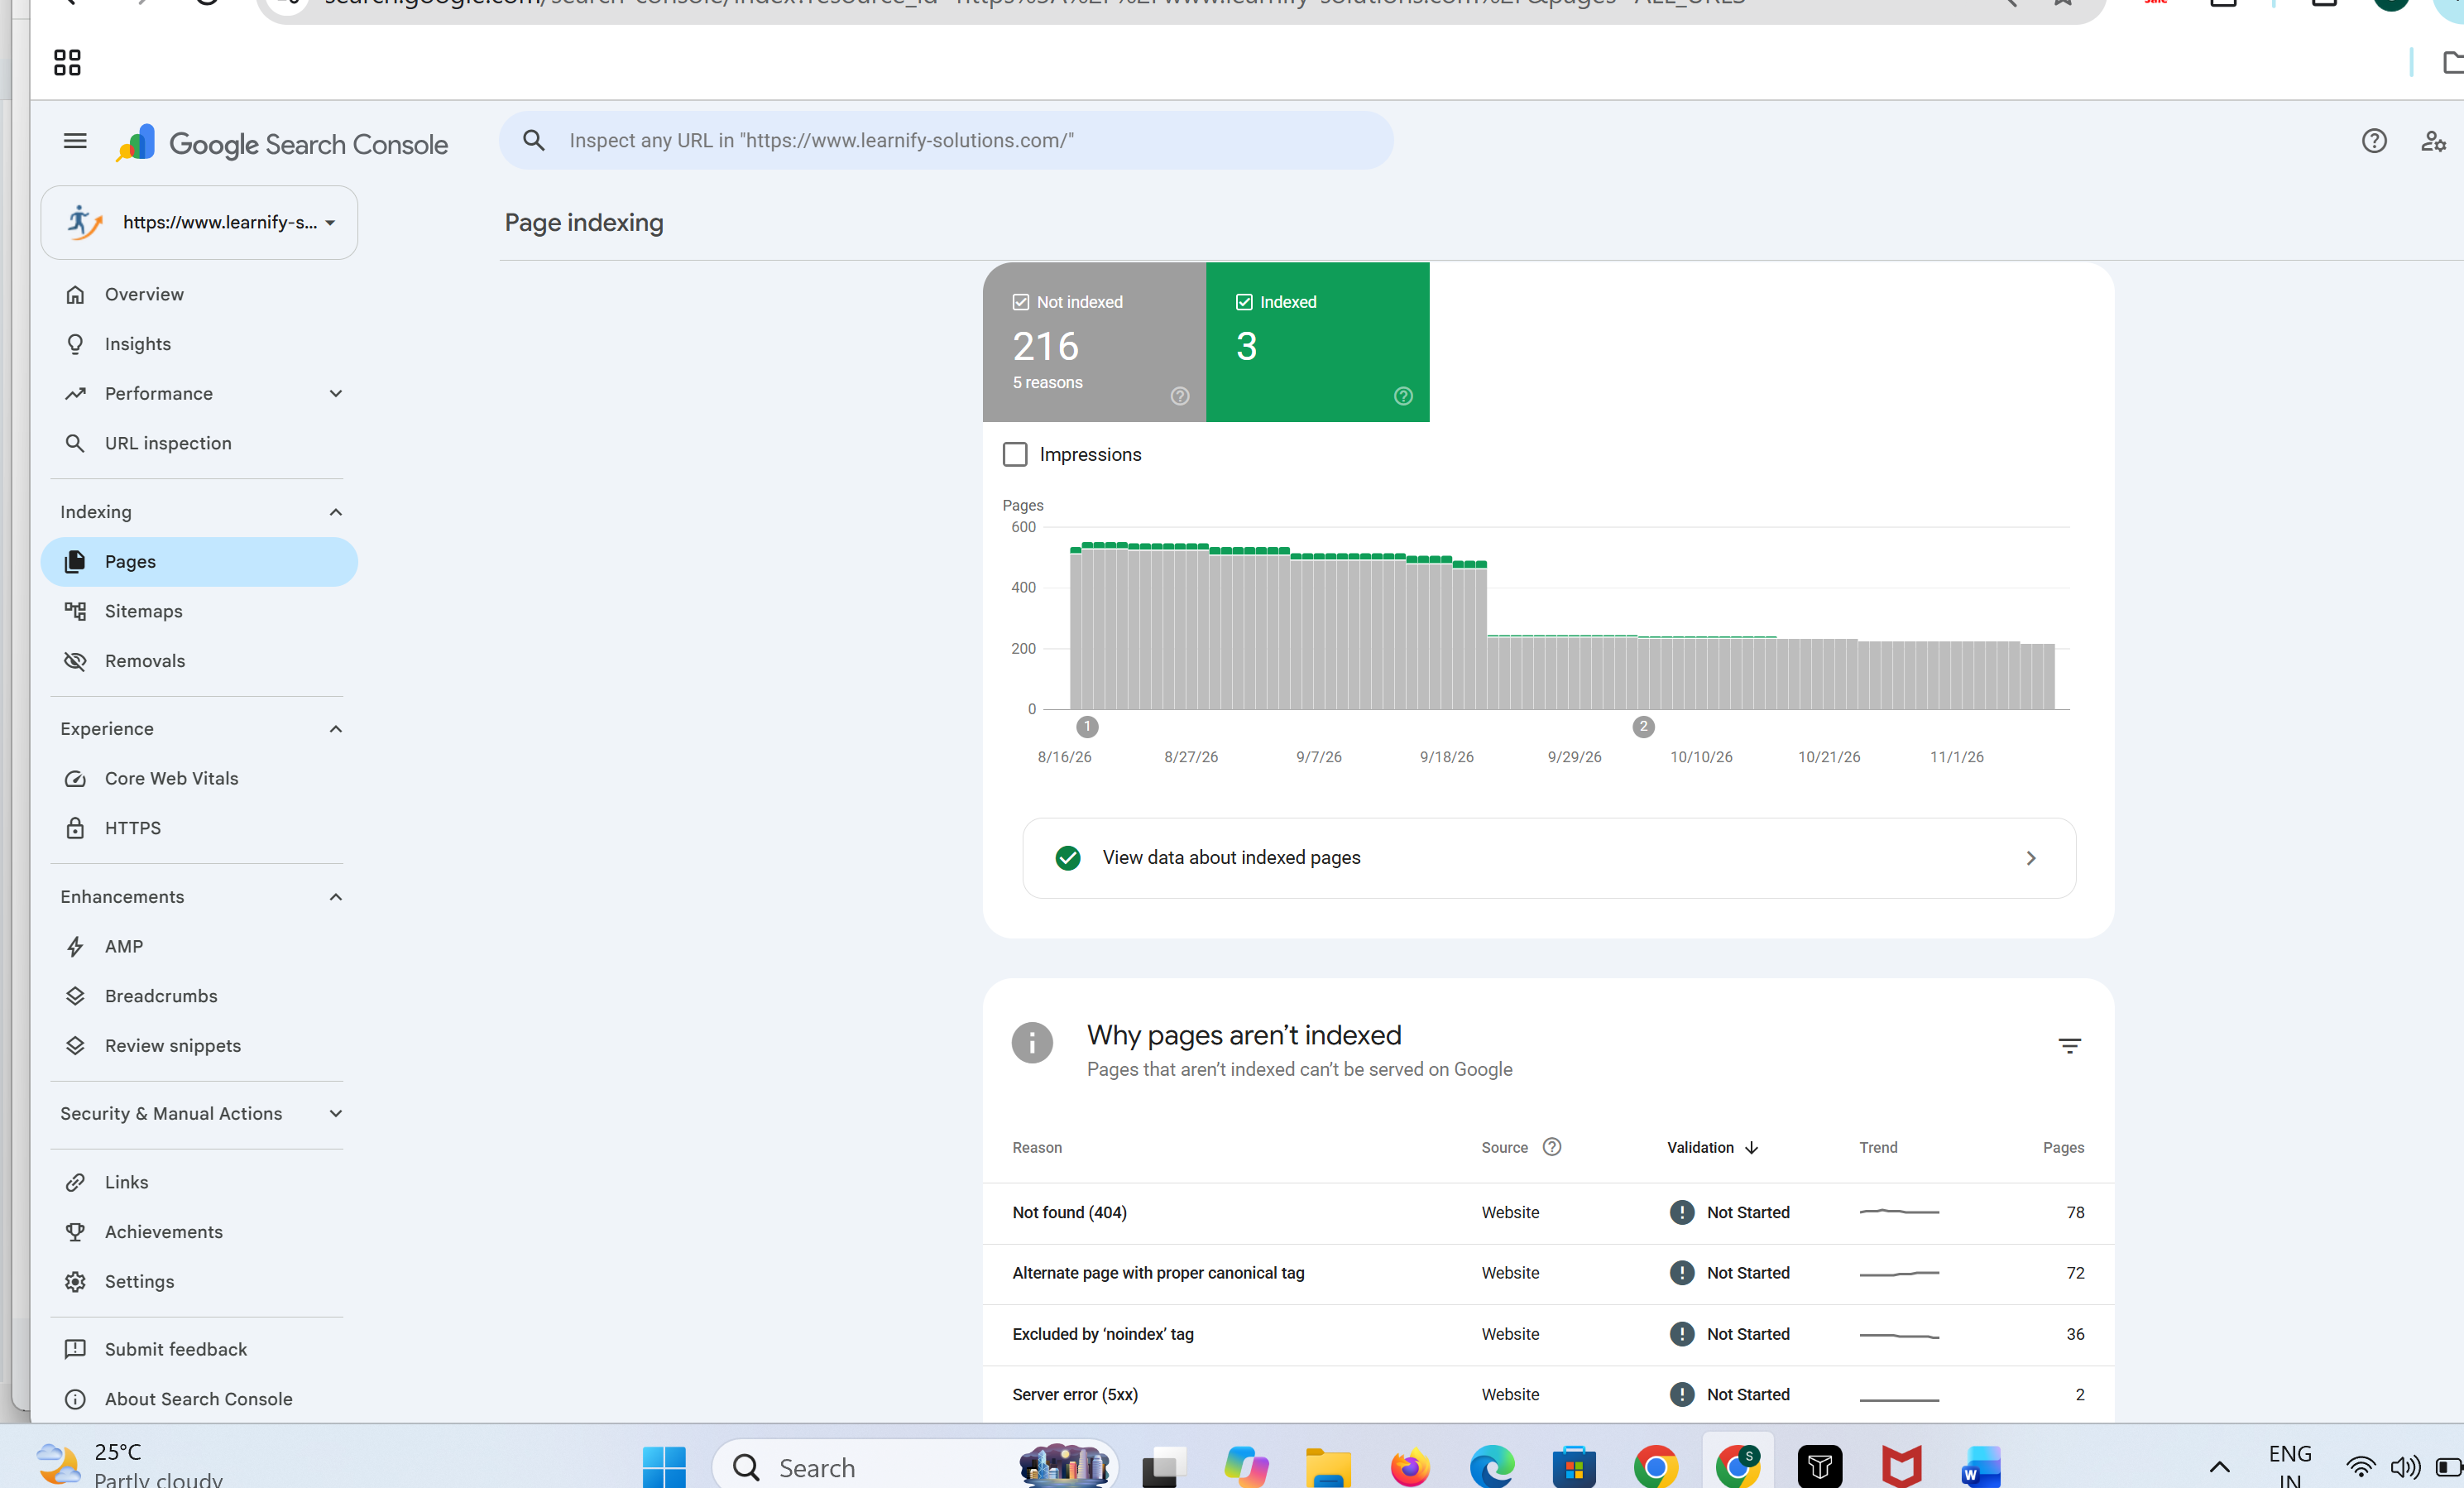 Google Search Console
Inspect any URL in "https://www.learnify-solutions.com/"
https://www.learnify-s...
Page indexing
Overview
Insights
Performance
URL inspection
Indexing
Pages
Sitemaps
Removals
Experience
Core Web Vitals
HTTPS
Enhancements
AMP
Breadcrumbs
Review snippets
Security & Manual Actions
Links
Achievements
Settings
Submit feedback
About Search Console
Not indexed
216
5 reasons
Indexed
3
Impressions
Pages
600
400
200
0
1
2
8/16/26
8/27/26
9/7/26
9/18/26
9/29/26
10/10/26
10/21/26
11/1/26
View data about indexed pages
Why pages aren't indexed
Pages that aren't indexed can't be served on Google
Reason Source Validation Trend Pages
Not found (404) Website Not Started 78
Alternate page with proper canonical tag Website Not Started 72
Excluded by 'noindex' tag Website Not Started 36
Server error (5xx) Website Not Started 2
25°C
Partly cloudy
Search
S
W
ENG
IN